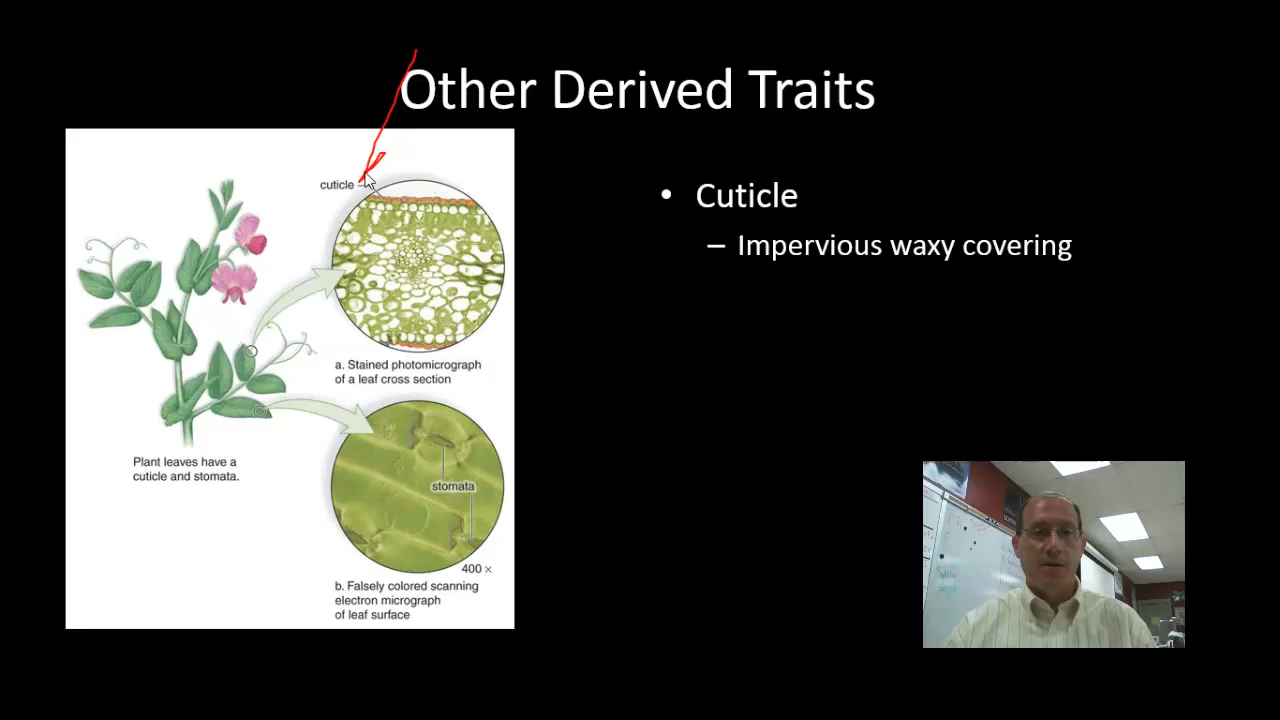 Other Derived Traits
cuticle
a. Stained photomicrograph
of a leaf cross section
Plant leaves have a
cuticle and stomata.
stomata
400 ×
b. Falsely colored scanning
electron micrograph
of leaf surface
• Cuticle
– Impervious waxy covering